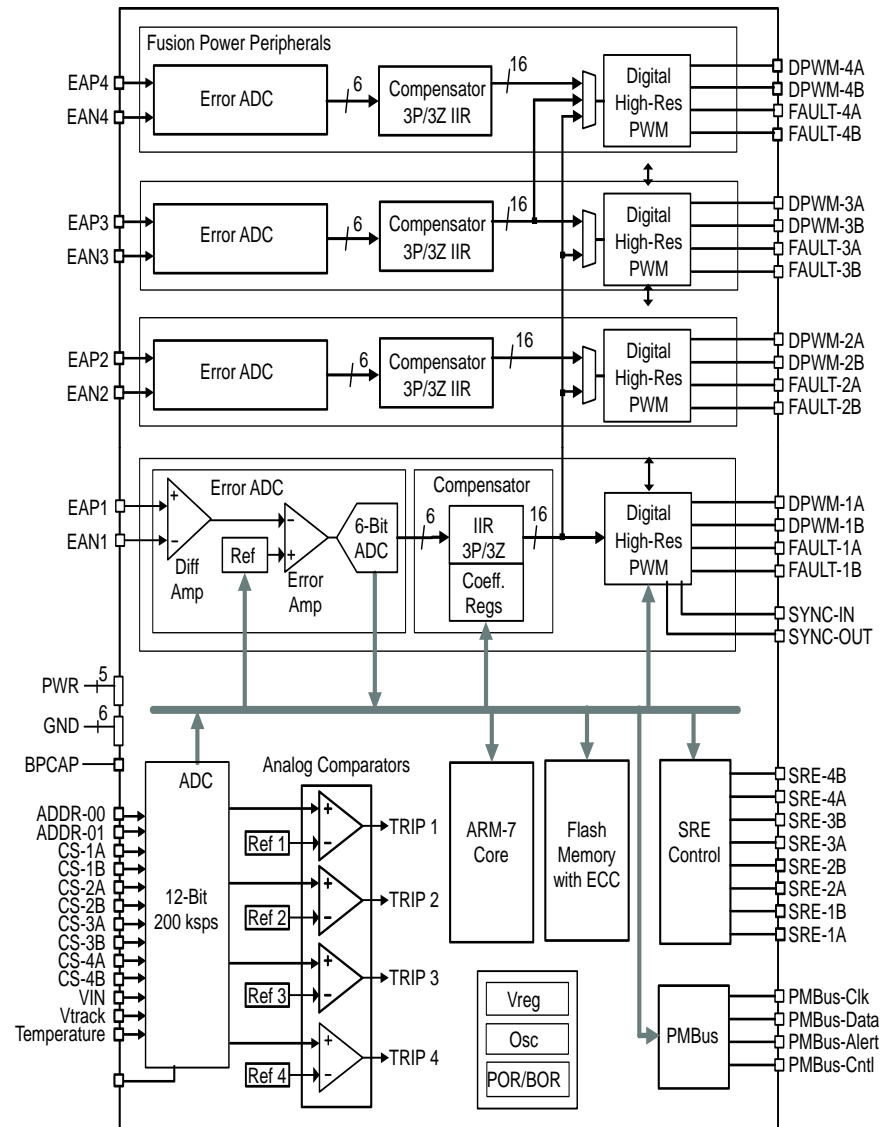 Fusion Power Peripherals
EAP4
EAN4
Error ADC
6
Compensator
3P/3Z IIR
16
Digital
High-Res
PWM
DPWM-4A
DPWM-4B
FAULT-4A
FAULT-4B
EAP3
EAN3
Error ADC
6
Compensator
3P/3Z IIR
16
Digital
High-Res
PWM
DPWM-3A
DPWM-3B
FAULT-3A
FAULT-3B
EAP2
EAN2
Error ADC
6
Compensator
3P/3Z IIR
16
Digital
High-Res
PWM
DPWM-2A
DPWM-2B
FAULT-2A
FAULT-2B
EAP1
EAN1
+
−
Diff
Amp
Error ADC
Ref
−
+
Error
Amp
6-Bit
ADC
6
Compensator
IIR
3P/3Z
Coeff.
Regs
16
Digital
High-Res
PWM
DPWM-1A
DPWM-1B
FAULT-1A
FAULT-1B
SYNC-IN
SYNC-OUT
PWR
5
GND
6
BPCAP
ADDR-00
ADDR-01
CS-1A
CS-1B
CS-2A
CS-2B
CS-3A
CS-3B
CS-4A
CS-4B
VIN
Vtrack
Temperature
ADC
12-Bit
200 ksps
Analog Comparators
+
−
Ref 1
TRIP 1
+
−
Ref 2
TRIP 2
+
−
Ref 3
TRIP 3
+
−
Ref 4
TRIP 4
ARM-7
Core
Flash
Memory
with ECC
SRE
Control
SRE-4B
SRE-4A
SRE-3B
SRE-3A
SRE-2B
SRE-2A
SRE-1B
SRE-1A
Vreg
Osc
POR/BOR
PMBus
PMBus-Clk
PMBus-Data
PMBus-Alert
PMBus-Cntl